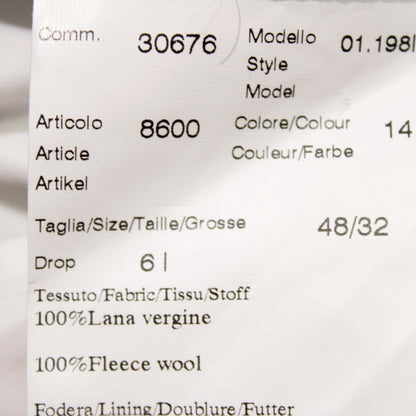 Comm. 30676 Modello 01.198
Style
Model
Articolo 8600 Colore/Colour 14
Article Couleur/Farbe
Artikel
Taglia/Size/Taille/Grosse 48/32
Drop 6 |
Tessuto/Fabric/Tissu/Stoff
100%Lana vergine
100%Fleece wool
Fodera/Lining/Doublure/Futter